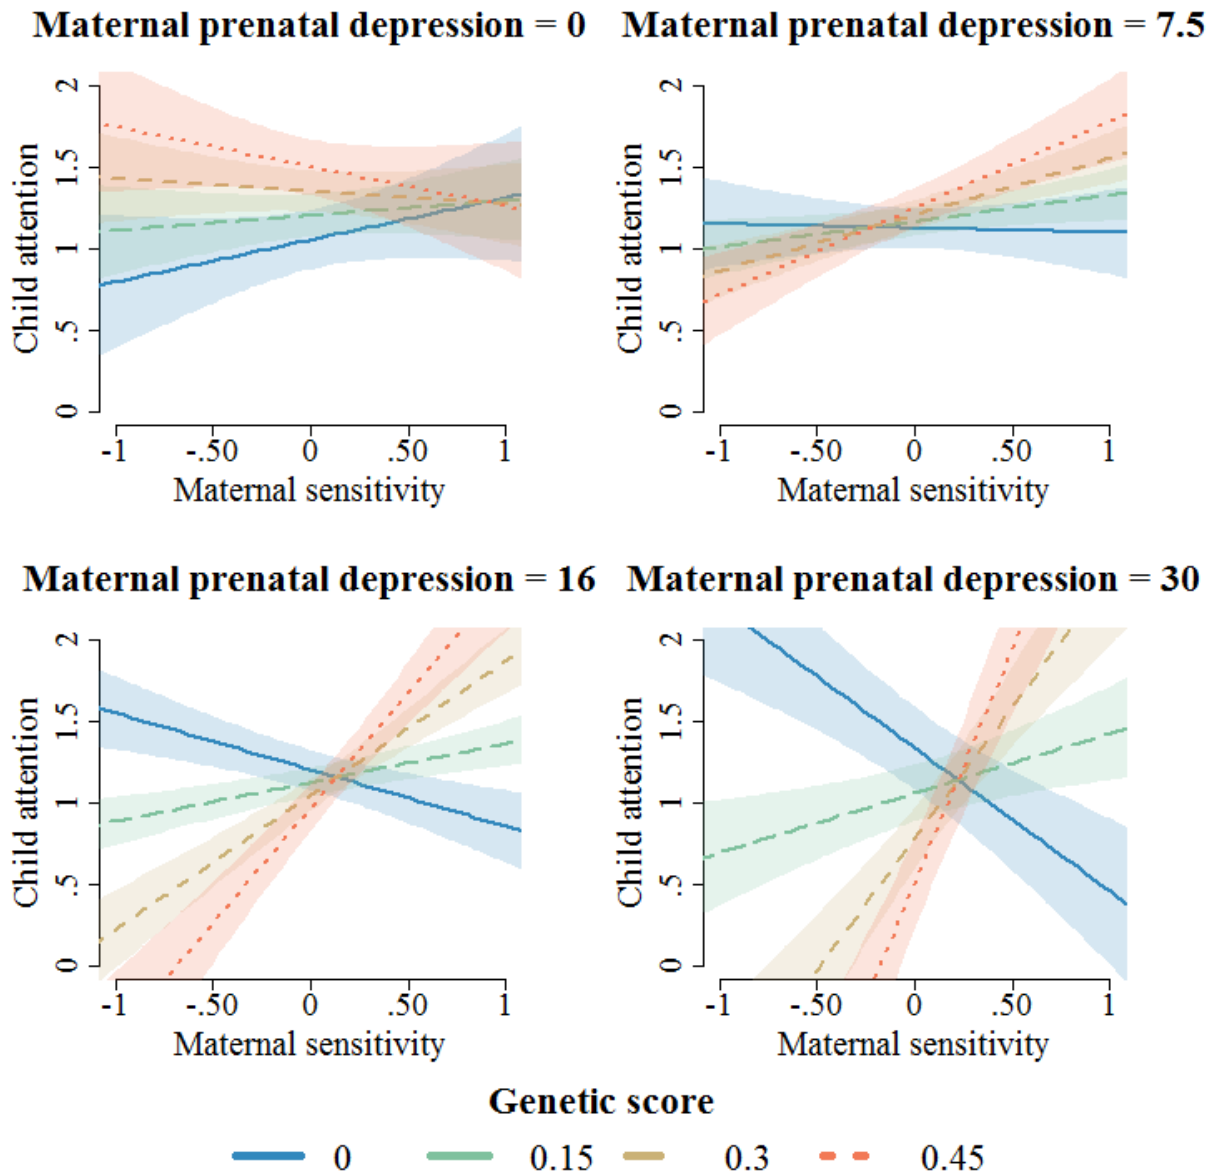 Maternal prenatal depression = 0
Maternal prenatal depression = 7.5
Child attention
2
1.5
1
.5
0
-1 -.50 0 .50 1
Maternal sensitivity
Child attention
2
1.5
1
.5
0
-1 -.50 0 .50 1
Maternal sensitivity
Maternal prenatal depression = 16
Maternal prenatal depression = 30
Child attention
2
1.5
1
.5
0
-1 -.50 0 .50 1
Maternal sensitivity
Child attention
2
1.5
1
.5
0
-1 -.50 0 .50 1
Maternal sensitivity
Genetic score
0 0.15 0.3 0.45